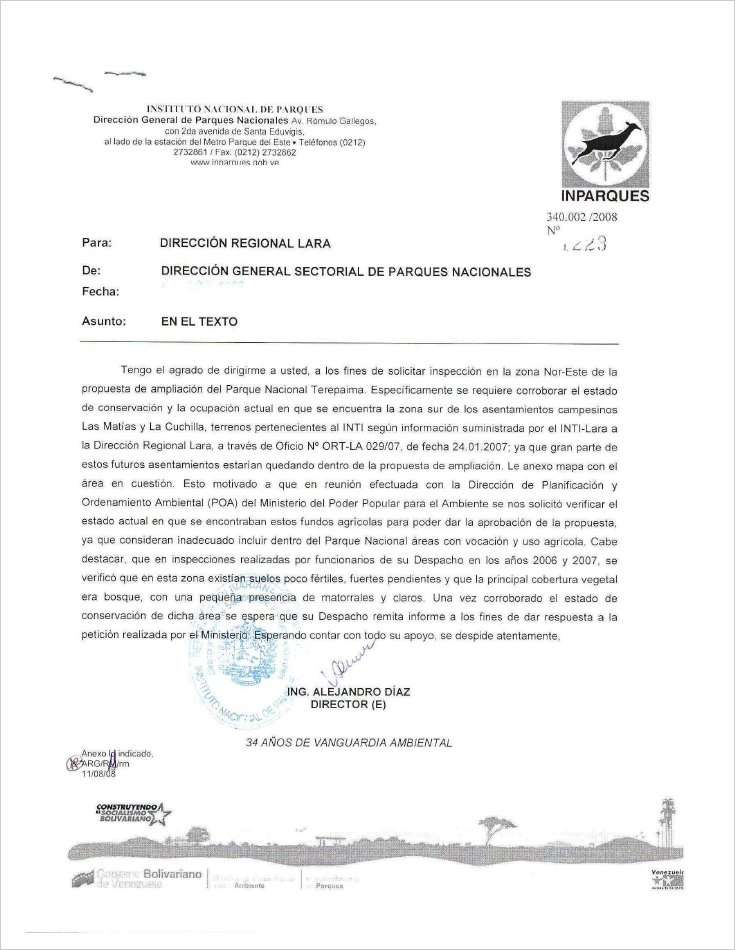 INSTITUTO NACIONAL DE PARQUES
Dirección General de Parques Nacionales Av. Rómulo Gallegos,
con 2da avenida de Santa Eduvigis,
al lado de la estación del Metro Parque del Este • Teléfonos (0212)
2732861 / Fax: (0212) 2732862
www.inparques.gob.ve
INPARQUES
340.002 /2008
Nº
Para: DIRECCIÓN REGIONAL LARA
De: DIRECCIÓN GENERAL SECTORIAL DE PARQUES NACIONALES
Fecha:
Asunto: EN EL TEXTO
Tengo el agrado de dirigirme a usted, a los fines de solicitar inspección en la zona Nor-Este de la
propuesta de ampliación del Parque Nacional Terepaima. Específicamente se requiere corroborar el estado
de conservación y la ocupación actual en que se encuentra la zona sur de los asentamientos campesinos
Las Matías y La Cuchilla, terrenos pertenecientes al INTI según información suministrada por el INTI-Lara a
la Dirección Regional Lara, a través de Oficio Nº ORT-LA 029/07, de fecha 24.01.2007; ya que gran parte de
estos futuros asentamientos estarían quedando dentro de la propuesta de ampliación. Le anexo mapa con el
área en cuestión. Esto motivado a que en reunión efectuada con la Dirección de Planificación y
Ordenamiento Ambiental (POA) del Ministerio del Poder Popular para el Ambiente se nos solicitó verificar el
estado actual en que se encontraban estos fundos agrícolas para poder dar la aprobación de la propuesta,
ya que consideran inadecuado incluir dentro del Parque Nacional áreas con vocación y uso agrícola. Cabe
destacar, que en inspecciones realizadas por funcionarios de su Despacho en los años 2006 y 2007, se
verificó que en esta zona existían suelos poco fértiles, fuertes pendientes y que la principal cobertura vegetal
era bosque, con una pequeña presencia de matorrales y claros. Una vez corroborado el estado de
conservación de dicha área se espera que su Despacho remita informe a los fines de dar respuesta a la
petición realizada por el Ministerio. Esperando contar con todo su apoyo, se despide atentamente,
INSTITUTO NACIONAL DE
ING. ALEJANDRO DÍAZ
DIRECTOR (E)
34 AÑOS DE VANGUARDIA AMBIENTAL
Anexo lo indicado.
ARG/RM/rm
11/08/08
CONSTRUYENDO
SOCIALISMO
BOLIVARIANO
Gobierno Bolivariano
de Venezuela
Ambiente
Parques
Venezuela